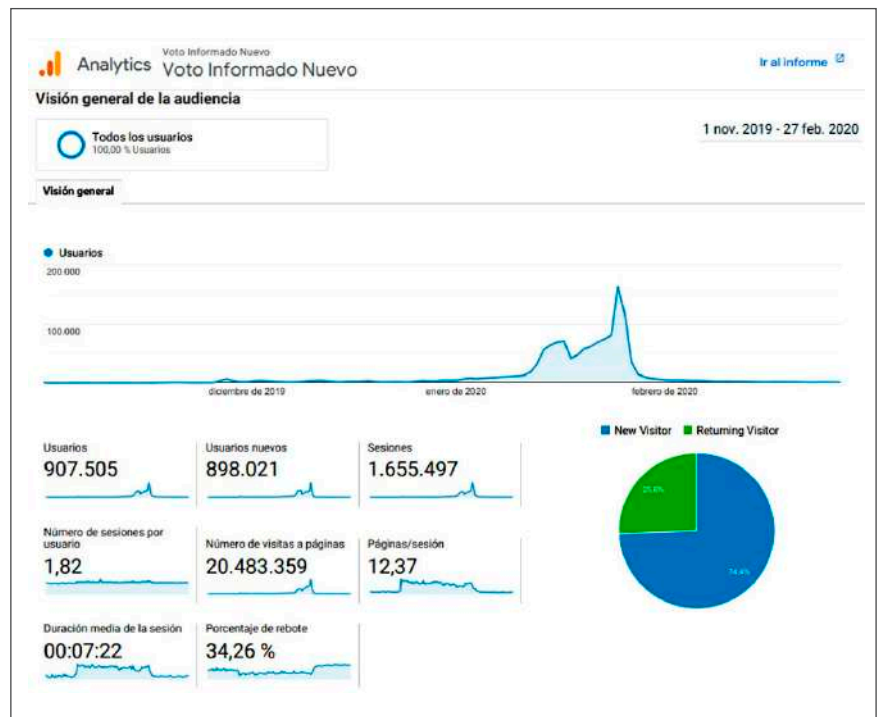 Analytics
Voto Informado Nuevo
Voto Informado Nuevo
Ir al informe
Visión general de la audiencia
Todos los usuarios
100,00 % Usuarios
1 nov. 2019 - 27 feb. 2020
Visión general
Usuarios
200.000
100.000
diciembre de 2019
enero de 2020
febrero de 2020
New Visitor
Returning Visitor
Usuarios
907.505
Usuarios nuevos
898.021
Sesiones
1.655.497
Número de sesiones por
usuario
1,82
Número de visitas a páginas
20.483.359
Páginas/sesión
12,37
Duración media de la sesión
00:07:22
Porcentaje de rebote
34,26 %
25,6%
74,4%